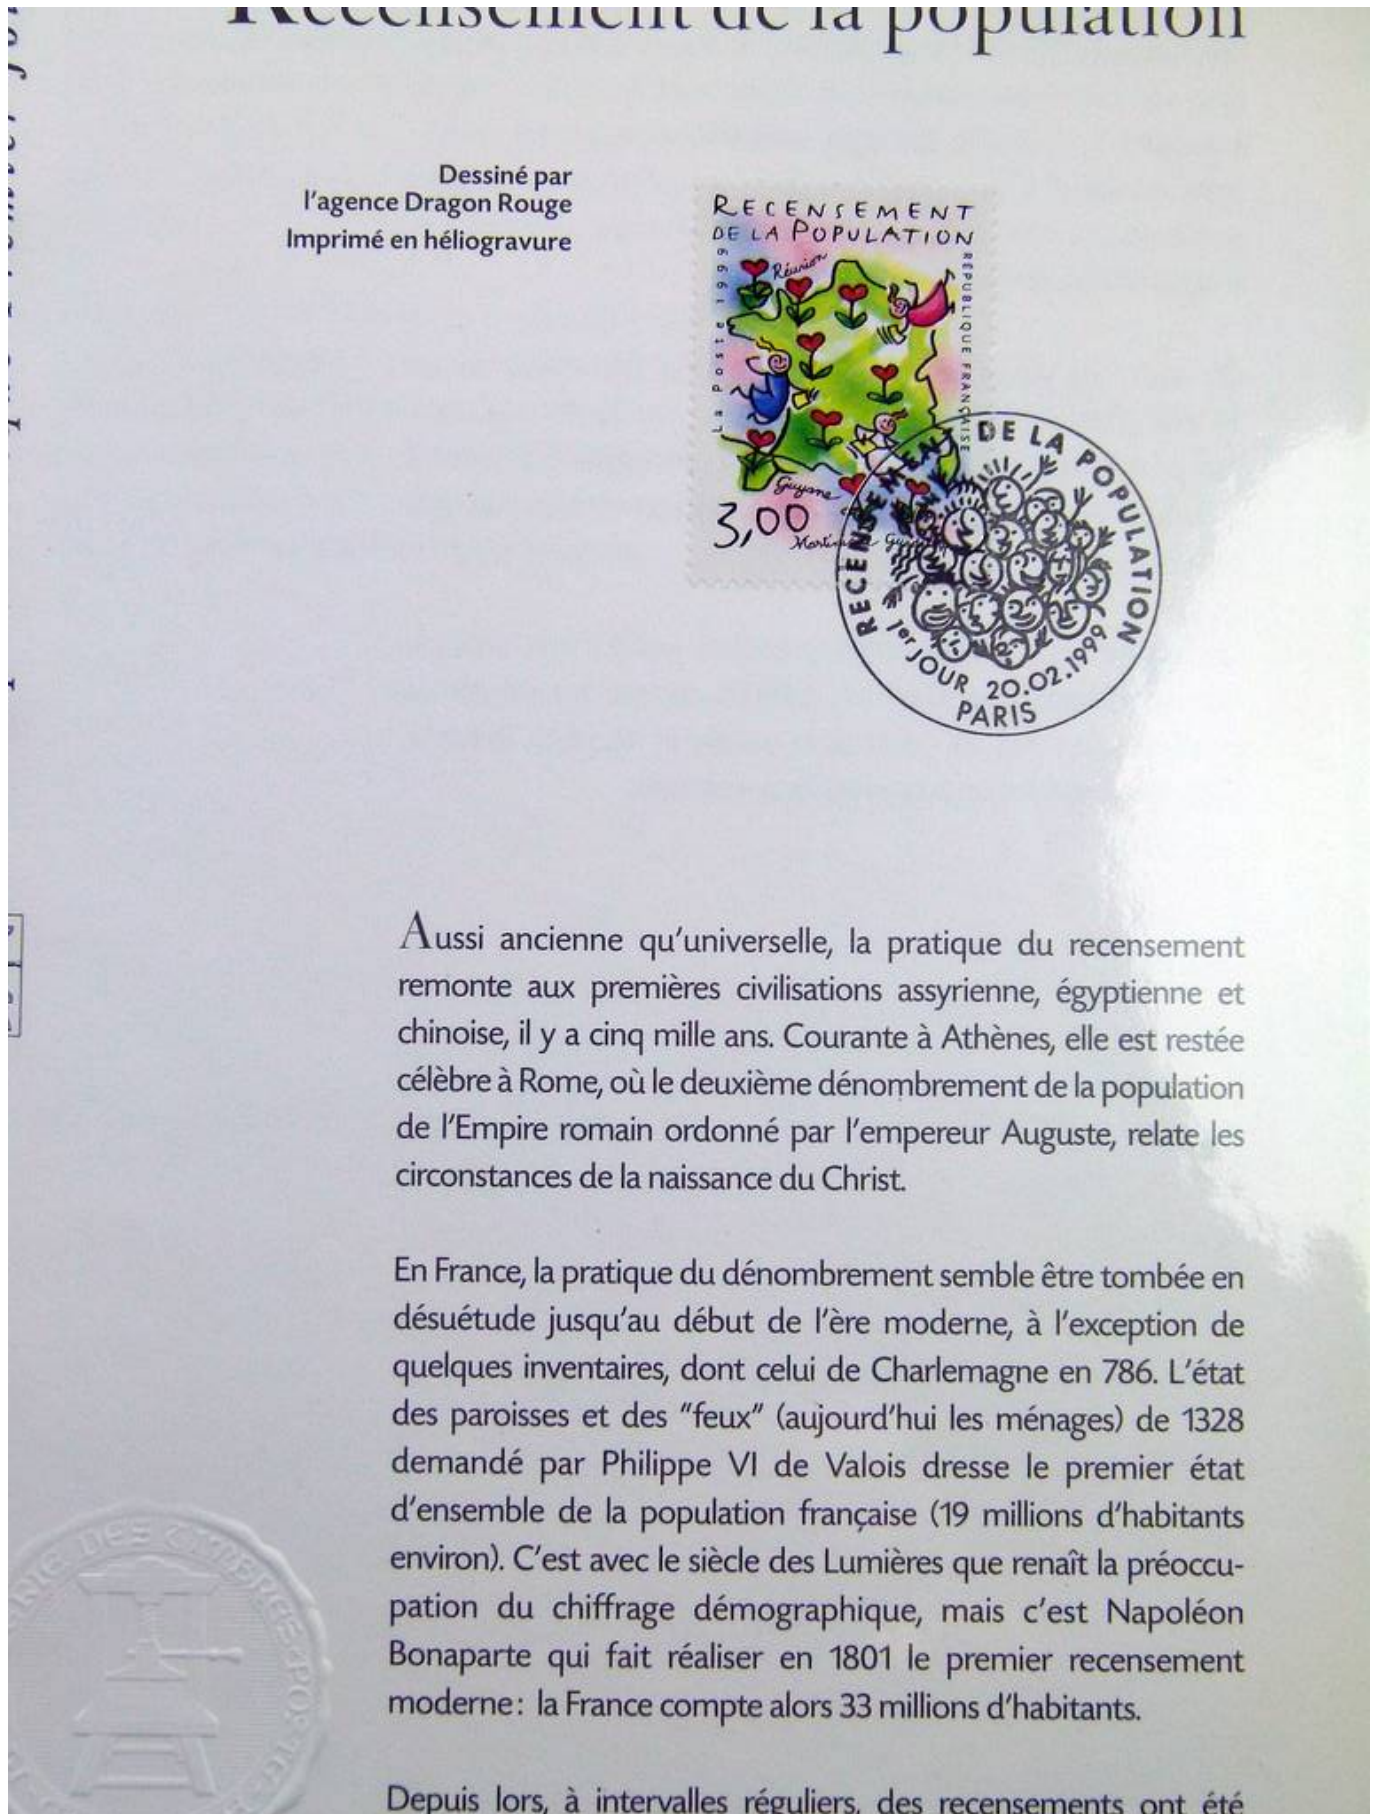 Recensement de la population
Dessiné par
l'agence Dragon Rouge
Imprimé en héliogravure
RECENSEMENT
DE LA POPULATION
Réunion
La Poste 1999
RÉPUBLIQUE FRANÇAISE
Guyane
3,00
RECENSEMENT DE LA POPULATION
1er JOUR 20.02.1999
PARIS
Aussi ancienne qu'universelle, la pratique du recensement
remonte aux premières civilisations assyrienne, égyptienne et
chinoise, il y a cinq mille ans. Courante à Athènes, elle est restée
célèbre à Rome, où le deuxième dénombrement de la population
de l'Empire romain ordonné par l'empereur Auguste, relate les
circonstances de la naissance du Christ.
En France, la pratique du dénombrement semble être tombée en
désuétude jusqu'au début de l'ère moderne, à l'exception de
quelques inventaires, dont celui de Charlemagne en 786. L'état
des paroisses et des "feux" (aujourd'hui les ménages) de 1328
demandé par Philippe VI de Valois dresse le premier état
d'ensemble de la population française (19 millions d'habitants
environ). C'est avec le siècle des Lumières que renaît la préoccu-
pation du chiffrage démographique, mais c'est Napoléon
Bonaparte qui fait réaliser en 1801 le premier recensement
moderne : la France compte alors 33 millions d'habitants.
Depuis lors, à intervalles réguliers, des recensements ont été